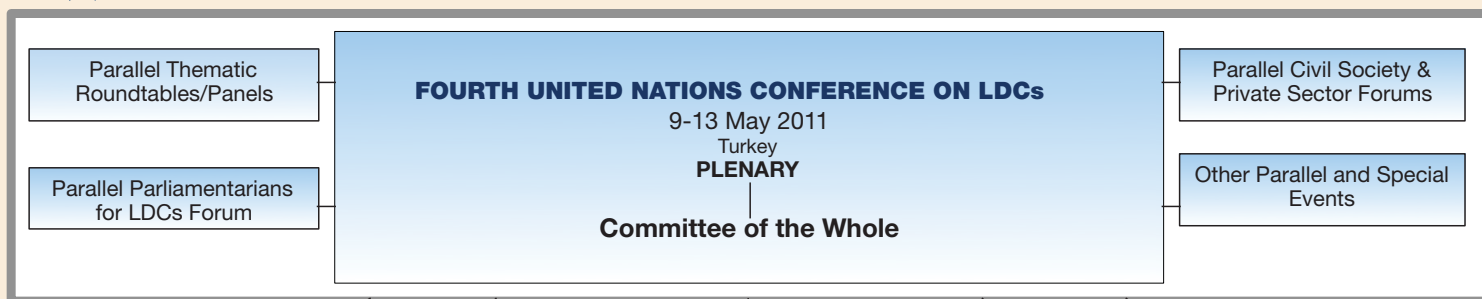 Parallel Thematic
Roundtables/Panels
Parallel Parliamentarians
for LDCs Forum
FOURTH UNITED NATIONS CONFERENCE ON LDCs
9-13 May 2011
Turkey
PLENARY
Committee of the Whole
Parallel Civil Society &
Private Sector Forums
Other Parallel and Special
Events